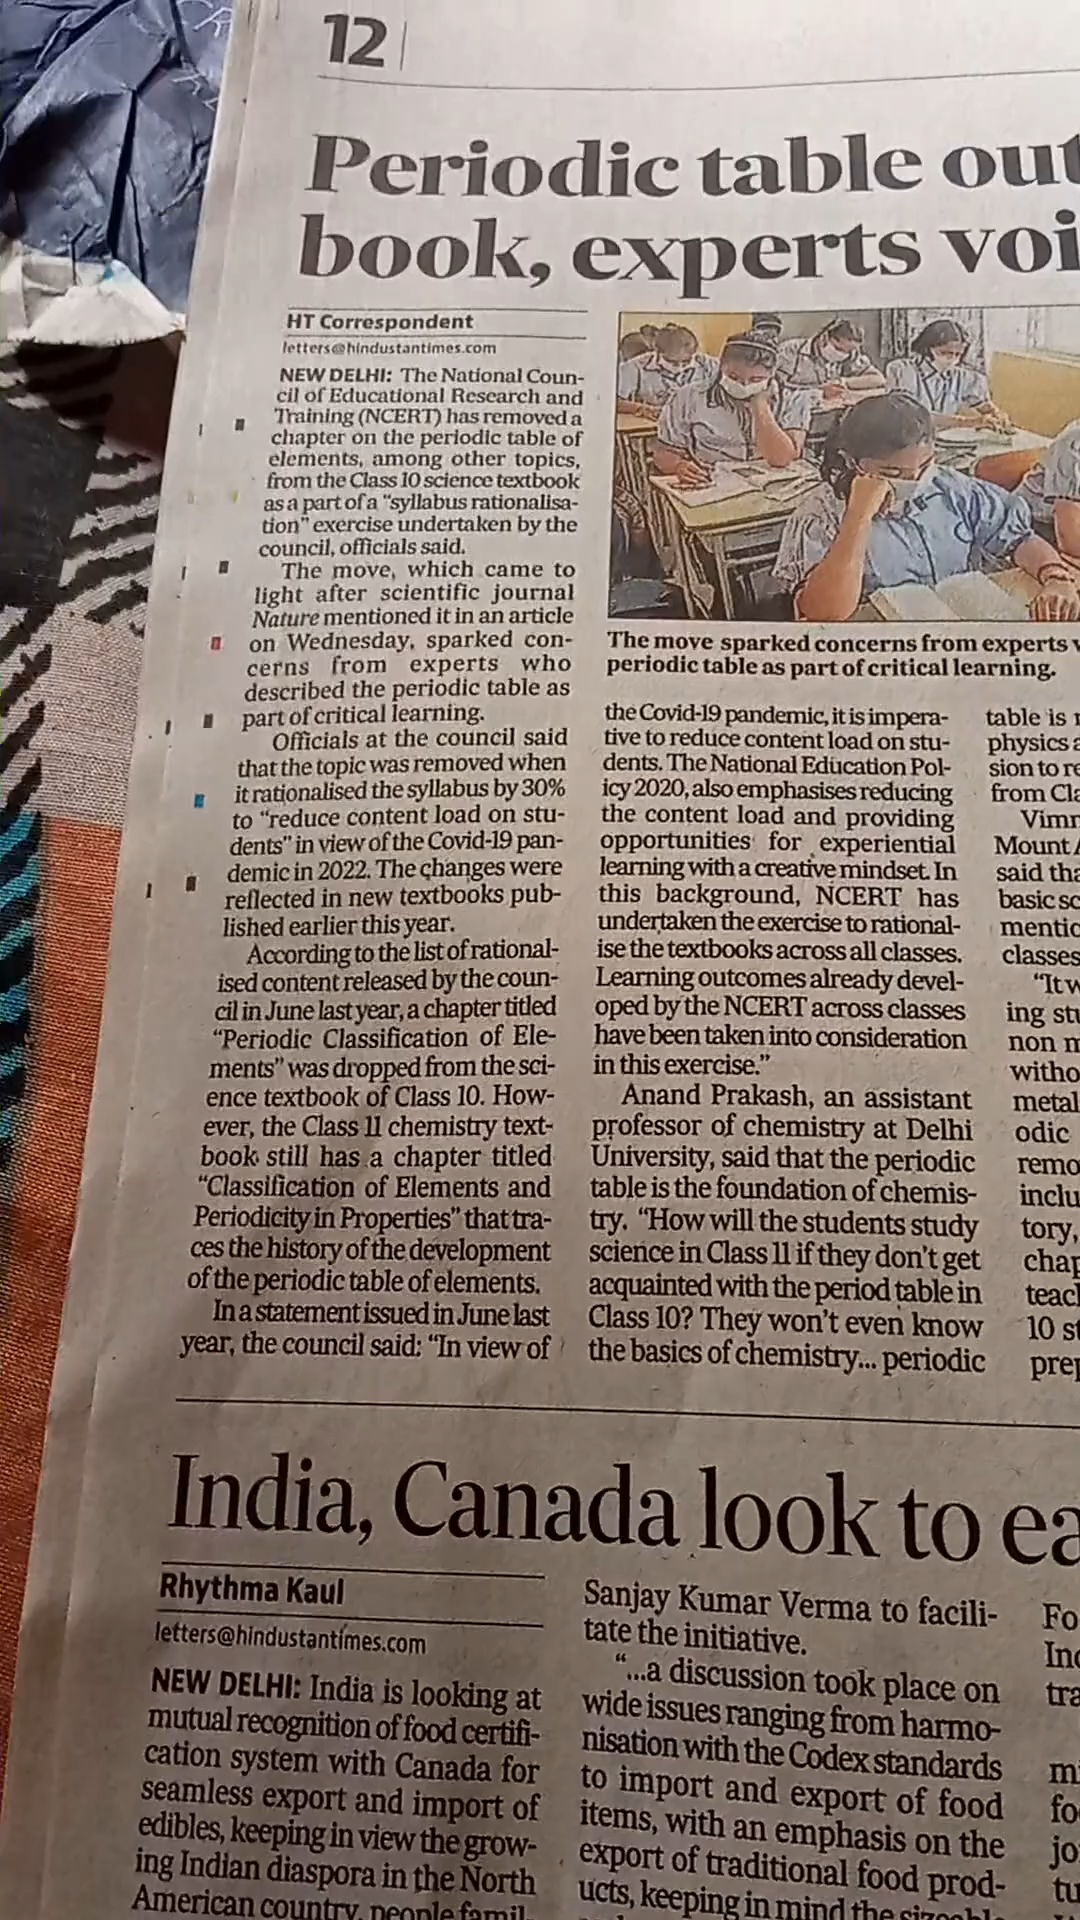 12
Periodic table out
book, experts voi
HT Correspondent
letters@hindustantimes.com
NEW DELHI: The National Coun-
cil of Educational Research and
Training (NCERT) has removed a
chapter on the periodic table of
elements, among other topics,
from the Class 10 science textbook
as a part of a "syllabus rationalisa-
tion" exercise undertaken by the
council, officials said.
The move, which came to
light after scientific journal
Nature mentioned it in an article
on Wednesday, sparked con-
cerns from experts who
described the periodic table as
part of critical learning.
Officials at the council said
that the topic was removed when
it rationalised the syllabus by 30%
to "reduce content load on stu-
dents" in view of the Covid-19 pan-
demic in 2022. The changes were
reflected in new textbooks pub-
lished earlier this year.
According to the list of rational-
ised content released by the coun-
cil in June last year, a chapter titled
"Periodic Classification of Ele-
ments" was dropped from the sci-
ence textbook of Class 10. How-
ever, the Class 11 chemistry text-
book still has a chapter titled
"Classification of Elements and
Periodicity in Properties" that tra-
ces the history of the development
of the periodic table of elements.
In a statement issued in June last
year, the council said: "In view of
The move sparked concerns from experts
periodic table as part of critical learning.
the Covid-19 pandemic, it is impera-
tive to reduce content load on stu-
dents. The National Education Pol-
icy 2020, also emphasises reducing
the content load and providing
opportunities for experiential
learning with a creative mindset. In
this background, NCERT has
undertaken the exercise to rational-
ise the textbooks across all classes.
Learning outcomes already devel-
oped by the NCERT across classes
have been taken into consideration
in this exercise."
Anand Prakash, an assistant
professor of chemistry at Delhi
University, said that the periodic
table is the foundation of chemis-
try. "How will the students study
science in Class 11 if they don't get
acquainted with the period table in
Class 10? They won't even know
the basics of chemistry... periodic
table is
physics
sion to re
from Cla
Vimr
Mount
said tha
basic sc
mentio
classes
"It w
ing stu
non m
witho
metal
odic
remo
inclu
tory,
chap
teach
10 st
prep
India, Canada look to ea
Rhythma Kaul
letters@hindustantimes.com
NEW DELHI: India is looking at
mutual recognition of food certifi-
cation system with Canada for
seamless export and import of
edibles, keeping in view the grow-
ing Indian diaspora in the North
American country, people famil-
Sanjay Kumar Verma to facili-
tate the initiative.
"...a discussion took place on
wide issues ranging from harmo-
nisation with the Codex standards
to import and export of food
items, with an emphasis on the
export of traditional food prod-
ucts, keeping in mind the sizeable
Fo
Inc
tra
m
fo
jo
tu